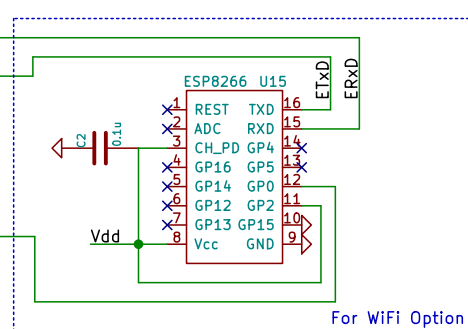 ETxD
ERxD
ESP8266 U15
1 REST TXD 16
2 ADC RXD 15
C2 0.1u 3 CH_PD GP4 14
4 GP16 GP5 13
5 GP14 GP0 12
6 GP12 GP2 11
7 GP13 GP15 10
Vdd 8 Vcc GND 9
For WiFi Option